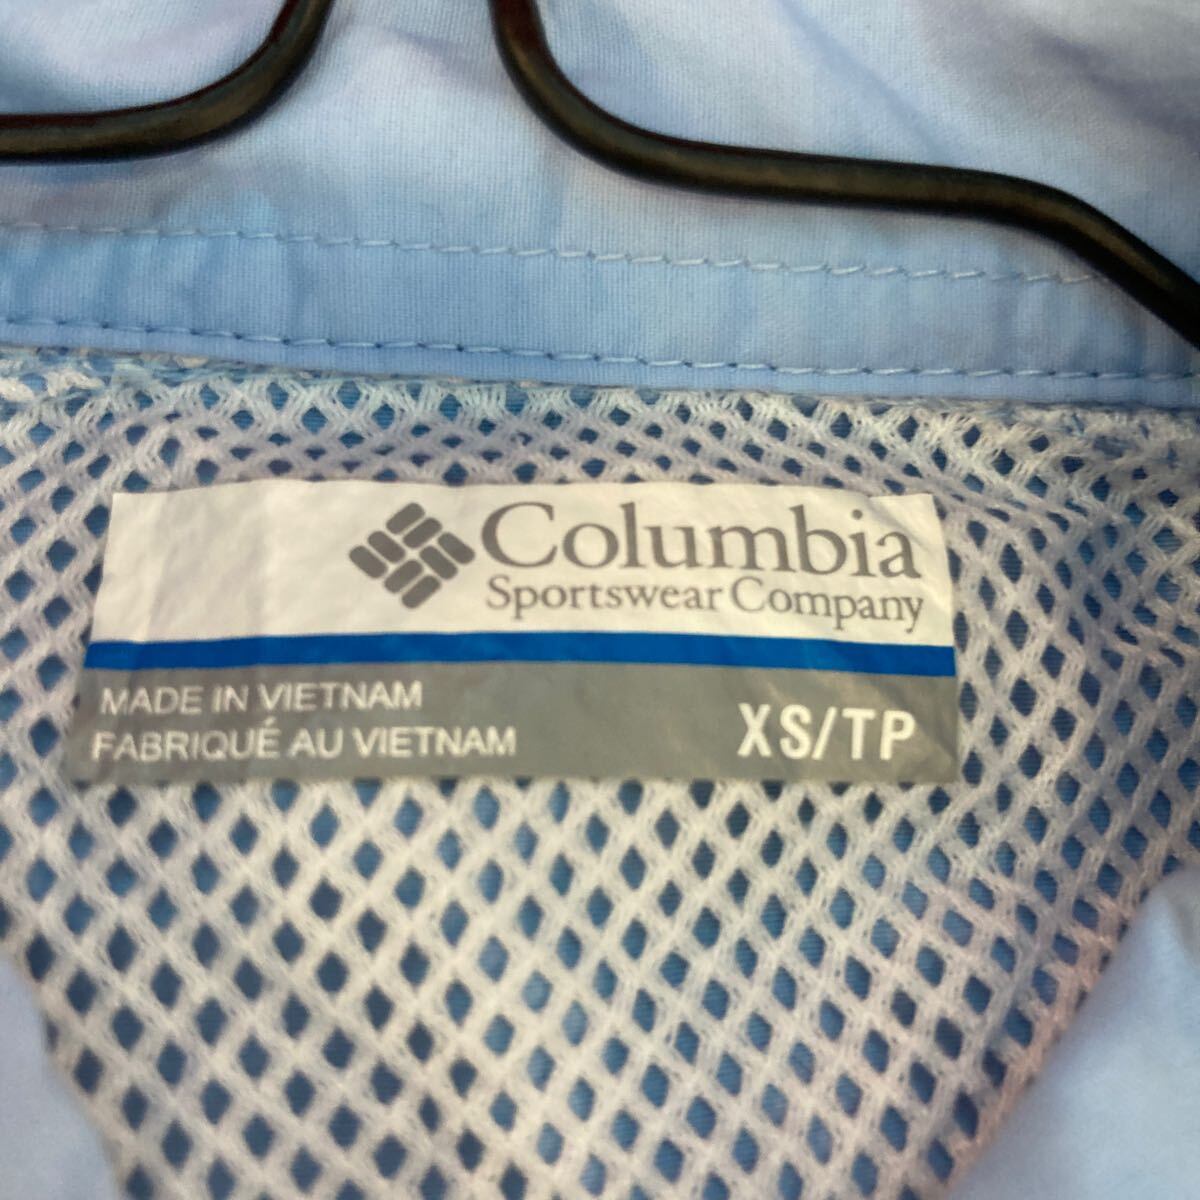 Columbia
Sportswear Company
MADE IN VIETNAM
FABRIQUÉ AU VIETNAM
XS/TP